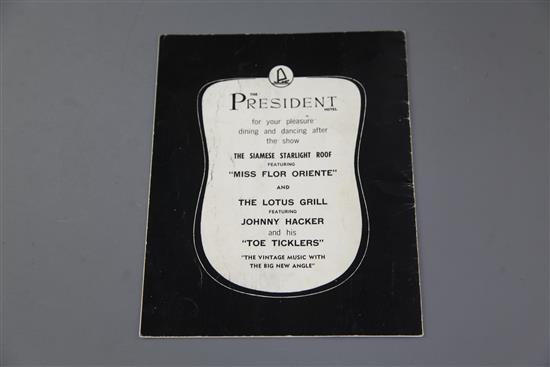 THE
PRESIDENT
HOTEL
for your pleasure
dining and dancing after
the show
THE SIAMESE STARLIGHT ROOF
FEATURING
"MISS FLOR ORIENTE"
AND
THE LOTUS GRILL
FEATURING
JOHNNY HACKER
and his
"TOE TICKLERS"
"THE VINTAGE MUSIC WITH
THE BIG NEW ANGLE"